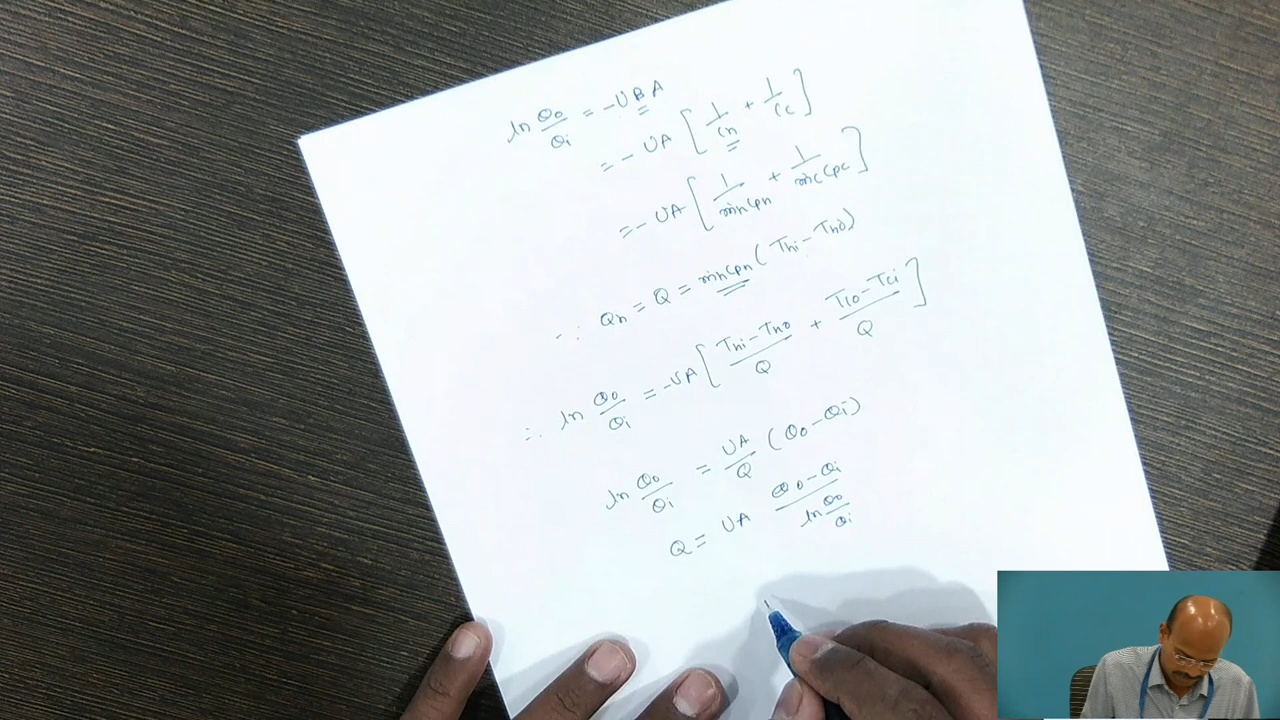 ln θo/θi = -UBA
= - UA [ 1/Ch + 1/Cc ]
= - UA [ 1/ṁhCph + 1/ṁcCpc ]
∴ Qh = Q = ṁhCph ( Thi - Tho )
∴ ln θo/θi = -UA [ Thi - Tho/Q + Tco - Tci/Q ]
ln θo/θi = UA/Q ( θo - θi )
Q = UA θo - θi/ln θo/θi